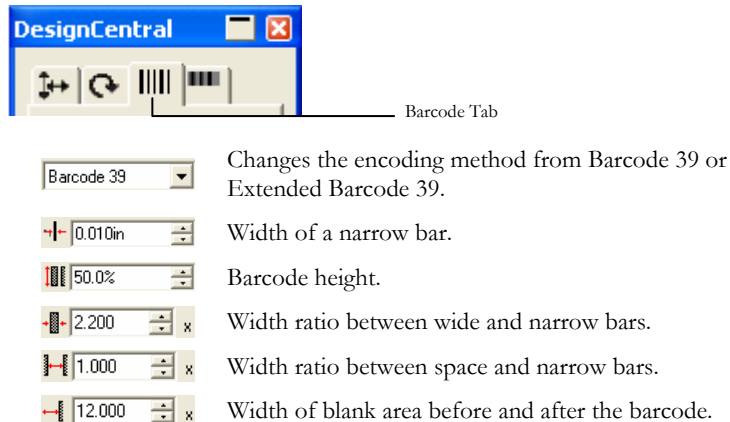 DesignCentral
Barcode Tab
Barcode 39
Changes the encoding method from Barcode 39 or
Extended Barcode 39.
0.010in
Width of a narrow bar.
50.0%
Barcode height.
2.200 x
Width ratio between wide and narrow bars.
1.000 x
Width ratio between space and narrow bars.
12.000 x
Width of blank area before and after the barcode.